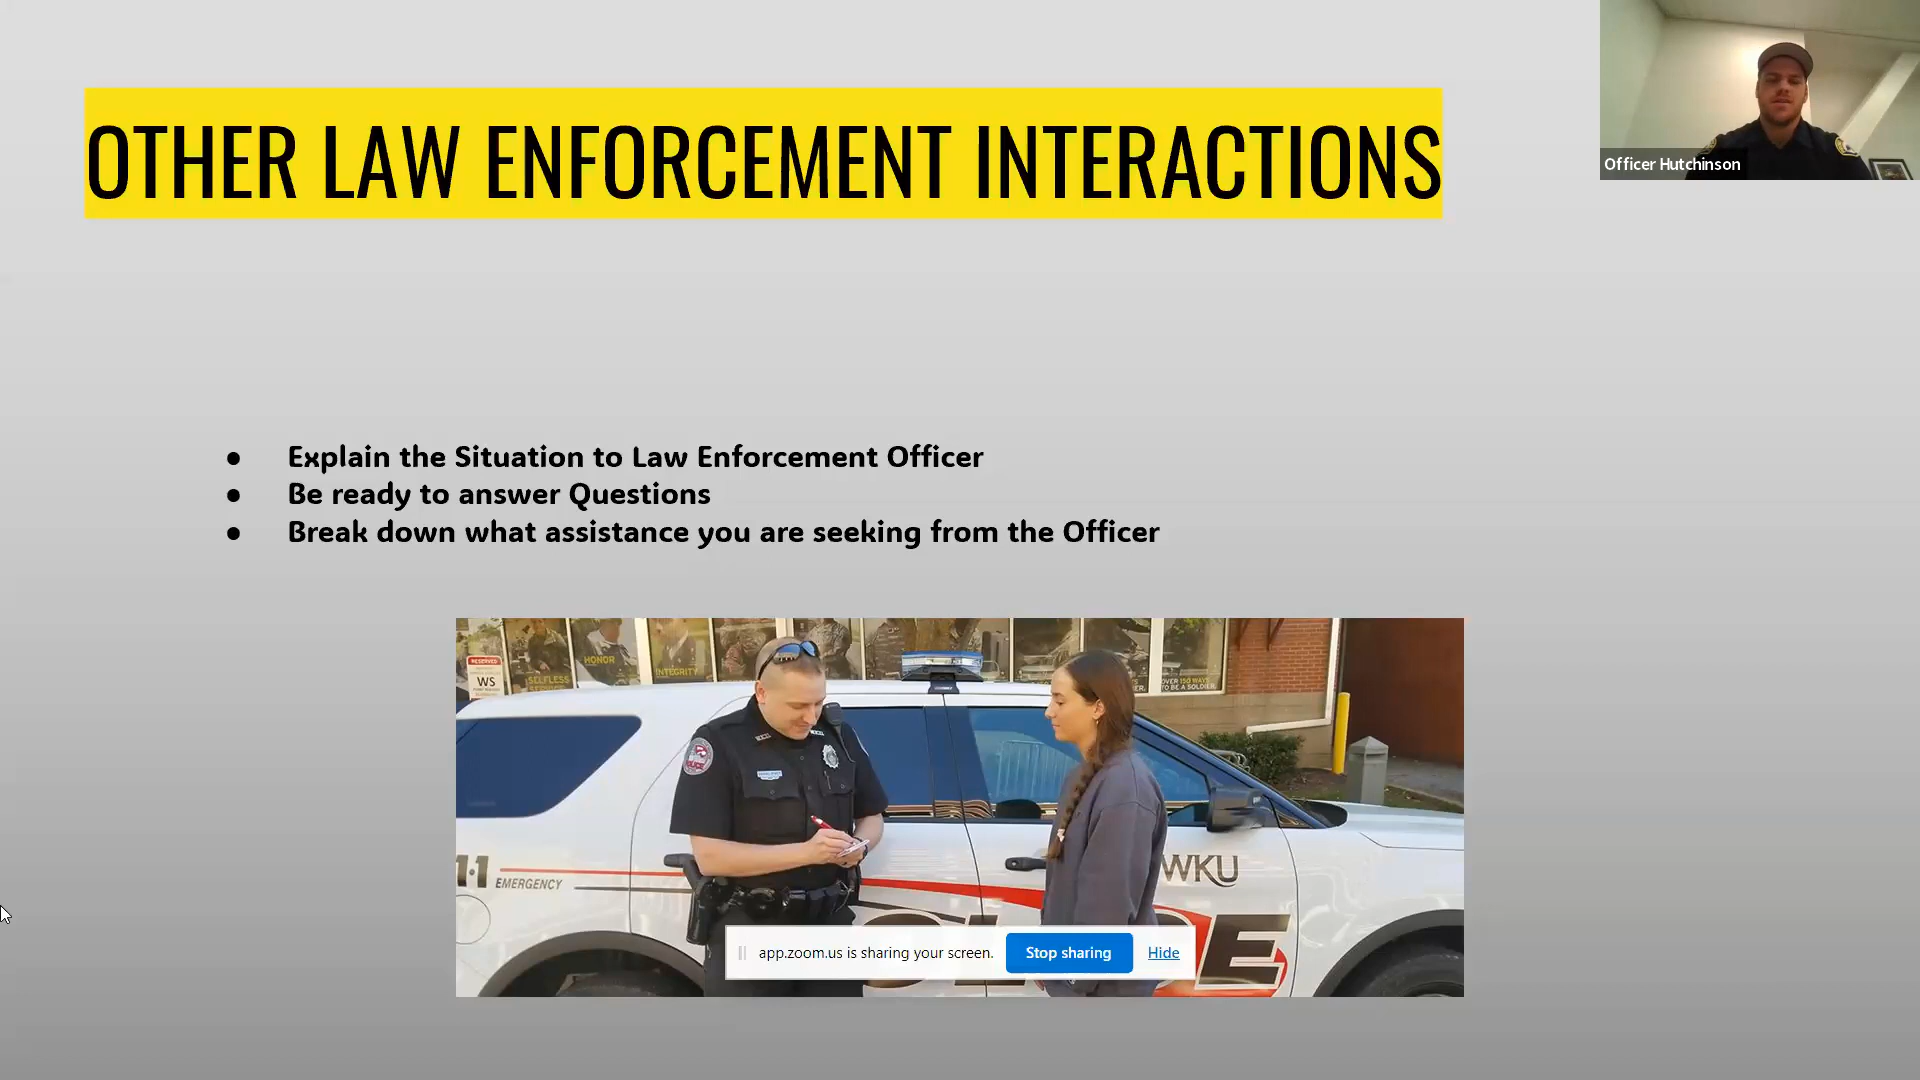 OTHER LAW ENFORCEMENT INTERACTIONS
Officer Hutchinson
● Explain the Situation to Law Enforcement Officer
● Be ready to answer Questions
● Break down what assistance you are seeking from the Officer
RESERVED
WS
SELFLESS
HONOR
INTEGRITY
OVER 150 WAYS
TO BE A SOLDIER.
EMERGENCY
WKU
app.zoom.us is sharing your screen.
Stop sharing
Hide